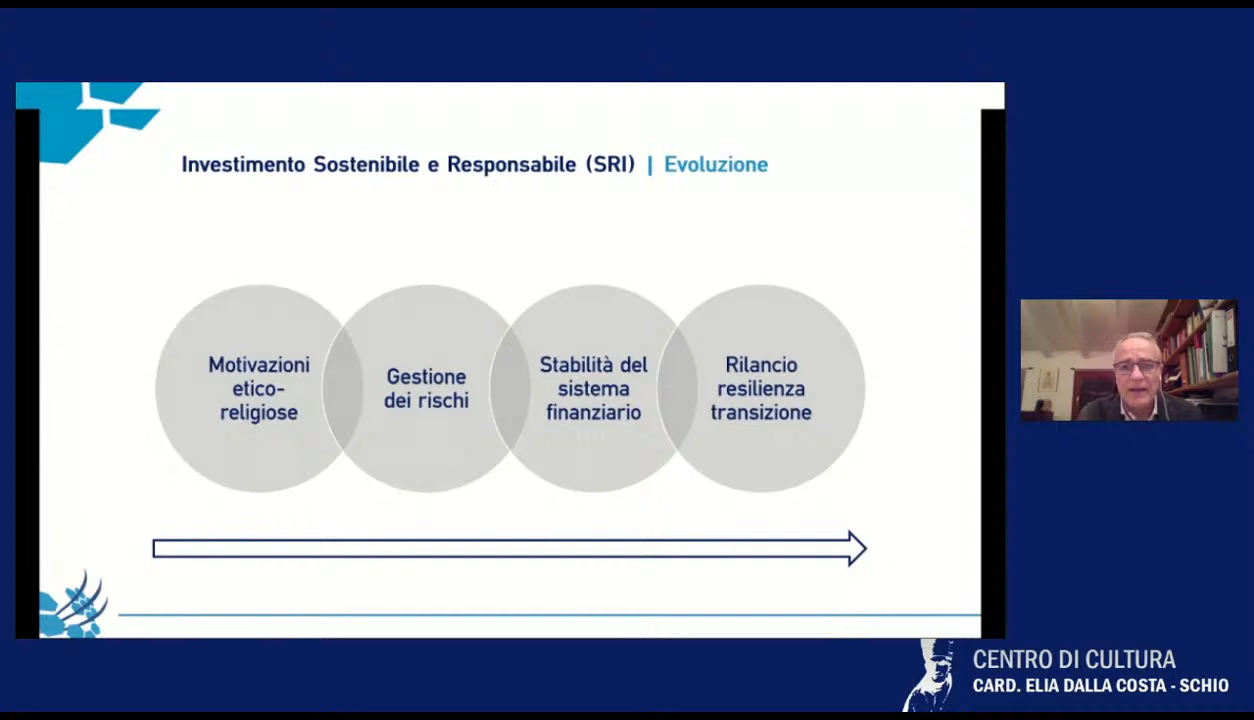 Investimento Sostenibile e Responsabile (SRI) | Evoluzione
Motivazioni
etico-
religiose
Gestione
dei rischi
Stabilità del
sistema
finanziario
Rilancio
resilienza
transizione
CENTRO DI CULTURA
CARD. ELIA DALLA COSTA - SCHIO